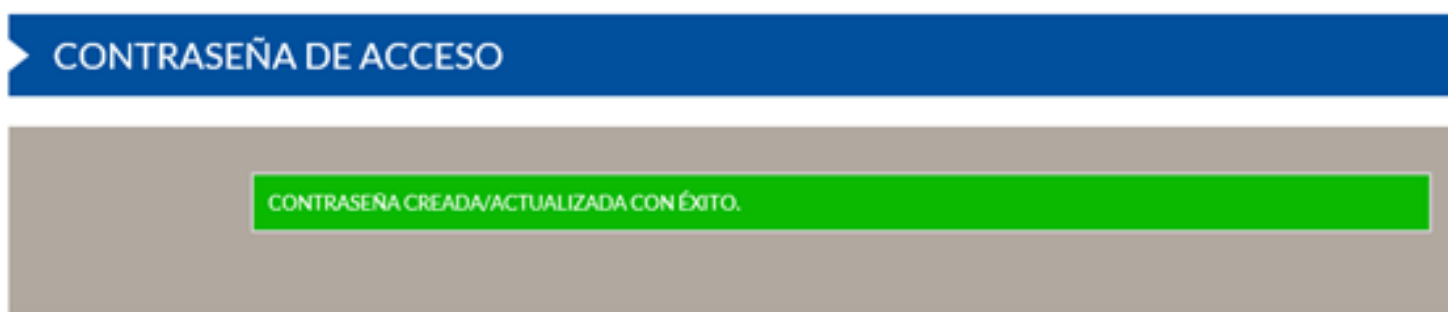 CONTRASEÑA DE ACCESO
CONTRASEÑA CREADA/ACTUALIZADA CON ÉXITO.